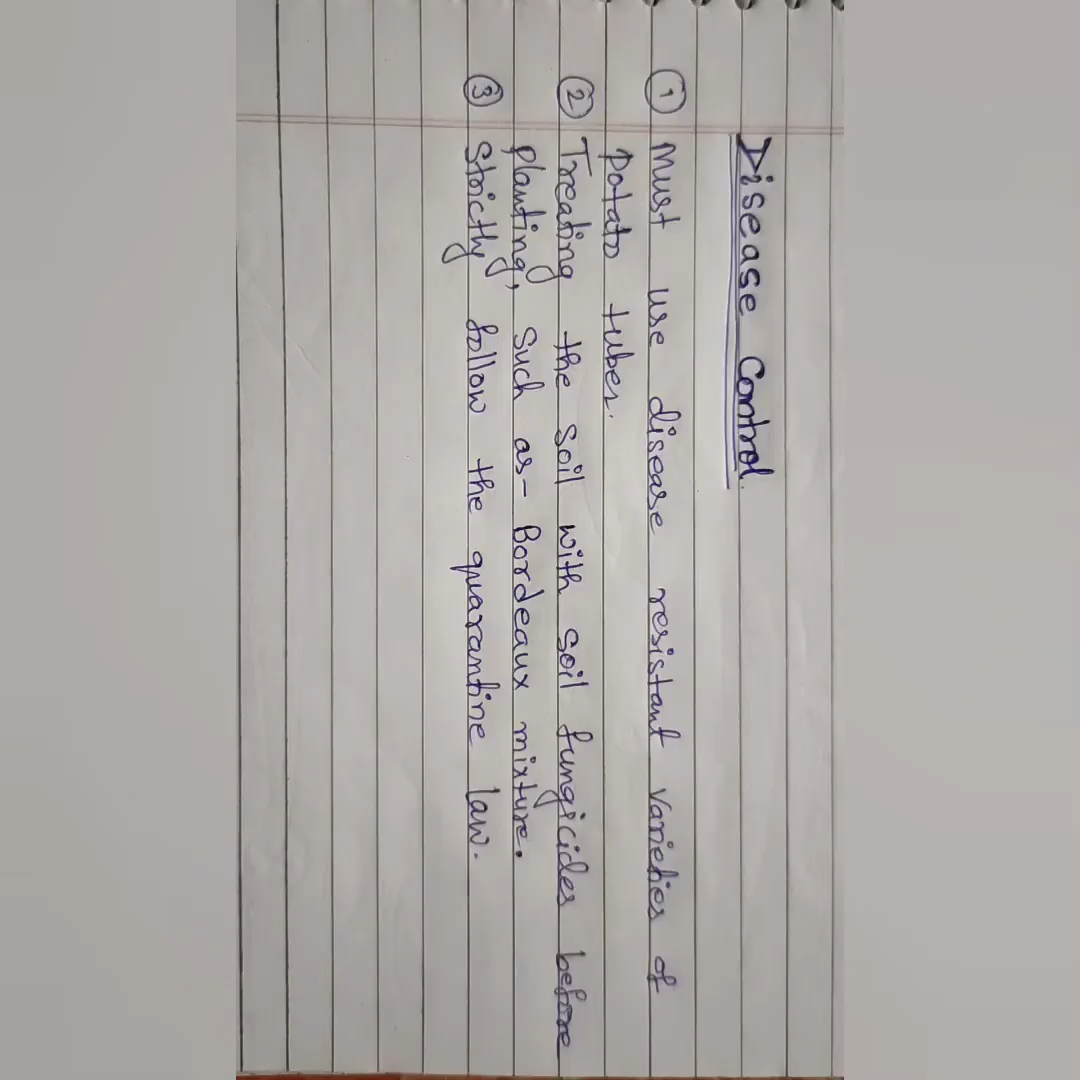 Disease Control.
① Must use disease resistant varieties of
potato tuber.
② Treating the soil with soil fungicides before
planting, such as- Bordeaux mixture.
③ Strictly follow the quarantine law.